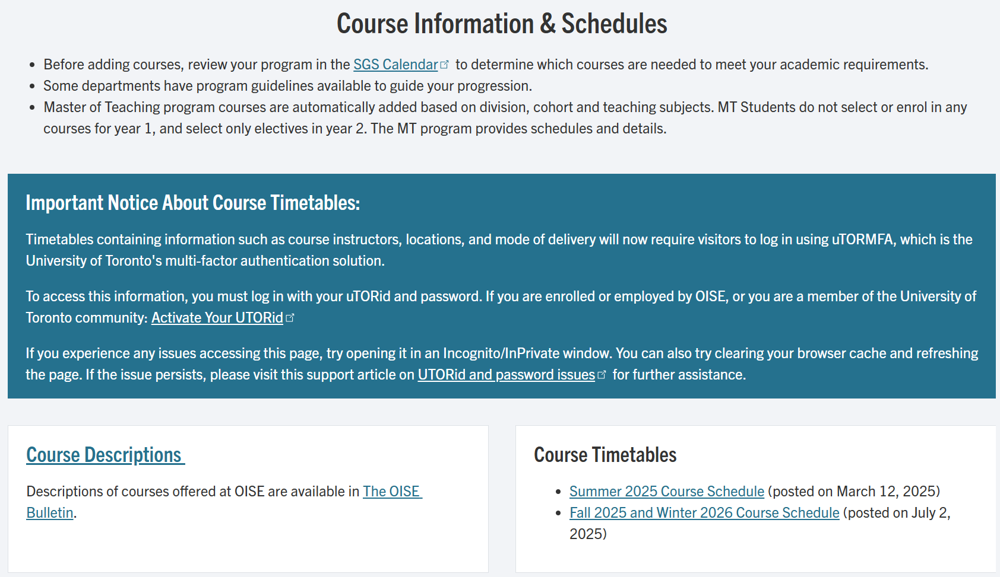 Course Information & Schedules
• Before adding courses, review your program in the SGS Calendar to determine which courses are needed to meet your academic requirements.
• Some departments have program guidelines available to guide your progression.
• Master of Teaching program courses are automatically added based on division, cohort and teaching subjects. MT Students do not select or enrol in any
courses for year 1, and select only electives in year 2. The MT program provides schedules and details.
Important Notice About Course Timetables:
Timetables containing information such as course instructors, locations, and mode of delivery will now require visitors to log in using uTORMFA, which is the
University of Toronto's multi-factor authentication solution.
To access this information, you must log in with your uTORid and password. If you are enrolled or employed by OISE, or you are a member of the University of
Toronto community: Activate Your UTORid
If you experience any issues accessing this page, try opening it in an Incognito/InPrivate window. You can also try clearing your browser cache and refreshing
the page. If the issue persists, please visit this support article on UTORid and password issues for further assistance.
Course Descriptions
Descriptions of courses offered at OISE are available in The OISE
Bulletin.
Course Timetables
• Summer 2025 Course Schedule (posted on March 12, 2025)
• Fall 2025 and Winter 2026 Course Schedule (posted on July 2,
2025)